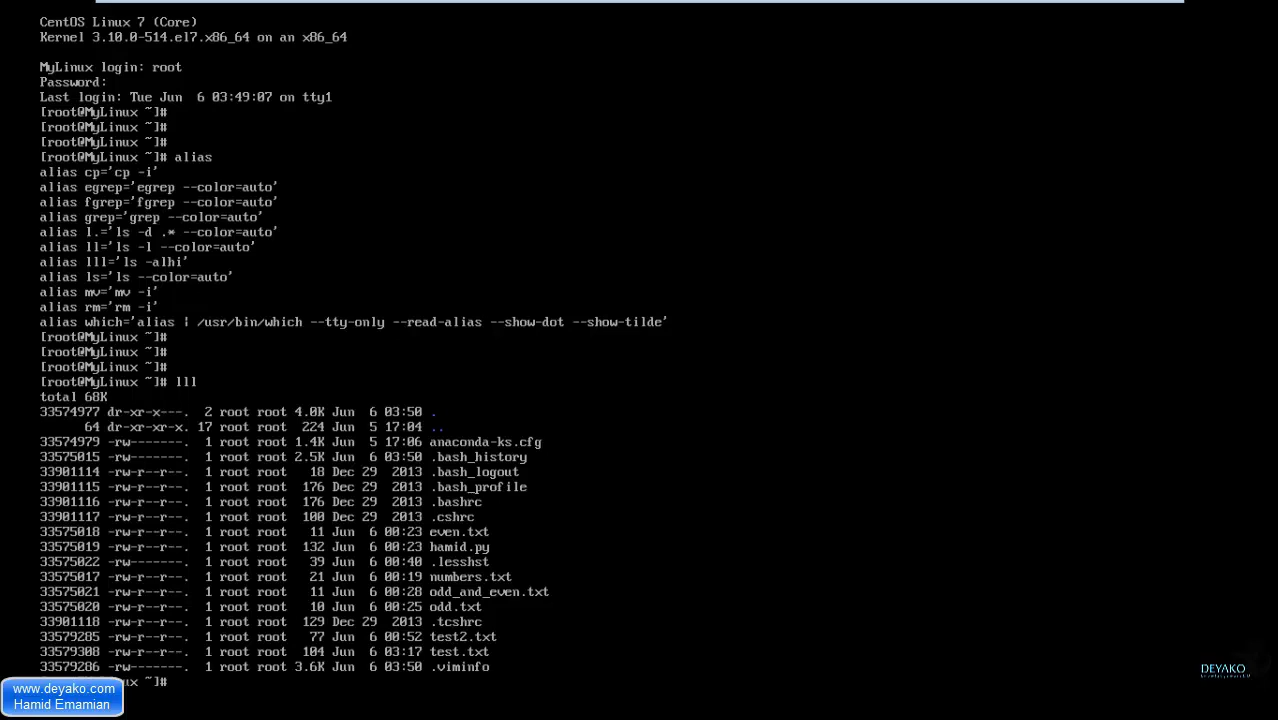 CentOS Linux 7 (Core)
Kernel 3.10.0-514.el7.x86_64 on an x86_64
MyLinux login: root
Password:
Last login: Tue Jun  6 03:49:07 on tty1
[root@MyLinux ~]#
[root@MyLinux ~]#
[root@MyLinux ~]#
[root@MyLinux ~]# alias
alias cp='cp -i'
alias egrep='egrep --color=auto'
alias fgrep='fgrep --color=auto'
alias grep='grep --color=auto'
alias l.='ls -d .* --color=auto'
alias ll='ls -l --color=auto'
alias lll='ls -alhi'
alias ls='ls --color=auto'
alias mv='mv -i'
alias rm='rm -i'
alias which='alias | /usr/bin/which --tty-only --read-alias --show-dot --show-tilde'
[root@MyLinux ~]#
[root@MyLinux ~]#
[root@MyLinux ~]#
[root@MyLinux ~]# lll
total 68K
33574977 dr-xr-x---.  2 root root 4.0K Jun  6 03:50 .
      64 dr-xr-xr-x. 17 root root  224 Jun  5 17:04 ..
33574979 -rw-------.  1 root root 1.4K Jun  5 17:06 anaconda-ks.cfg
33575015 -rw-------.  1 root root 2.5K Jun  6 03:50 .bash_history
33901114 -rw-r--r--.  1 root root   18 Dec 29  2013 .bash_logout
33901115 -rw-r--r--.  1 root root  176 Dec 29  2013 .bash_profile
33901116 -rw-r--r--.  1 root root  176 Dec 29  2013 .bashrc
33901117 -rw-r--r--.  1 root root  100 Dec 29  2013 .cshrc
33575018 -rw-r--r--.  1 root root   11 Jun  6 00:23 even.txt
33575019 -rw-r--r--.  1 root root  132 Jun  6 00:23 hamid.py
33575022 -rw-------.  1 root root   39 Jun  6 00:40 .lesshst
33575017 -rw-r--r--.  1 root root   21 Jun  6 00:19 numbers.txt
33575021 -rw-r--r--.  1 root root   11 Jun  6 00:28 odd_and_even.txt
33575020 -rw-r--r--.  1 root root   10 Jun  6 00:25 odd.txt
33901118 -rw-r--r--.  1 root root  129 Dec 29  2013 .tcshrc
33579285 -rw-r--r--.  1 root root   77 Jun  6 00:52 test2.txt
33579308 -rw-r--r--.  1 root root  104 Jun  6 03:17 test.txt
33579286 -rw-------.  1 root root 3.6K Jun  6 03:50 .viminfo
ux ~]#
www.deyako.com
Hamid Emamian
DEYAKO